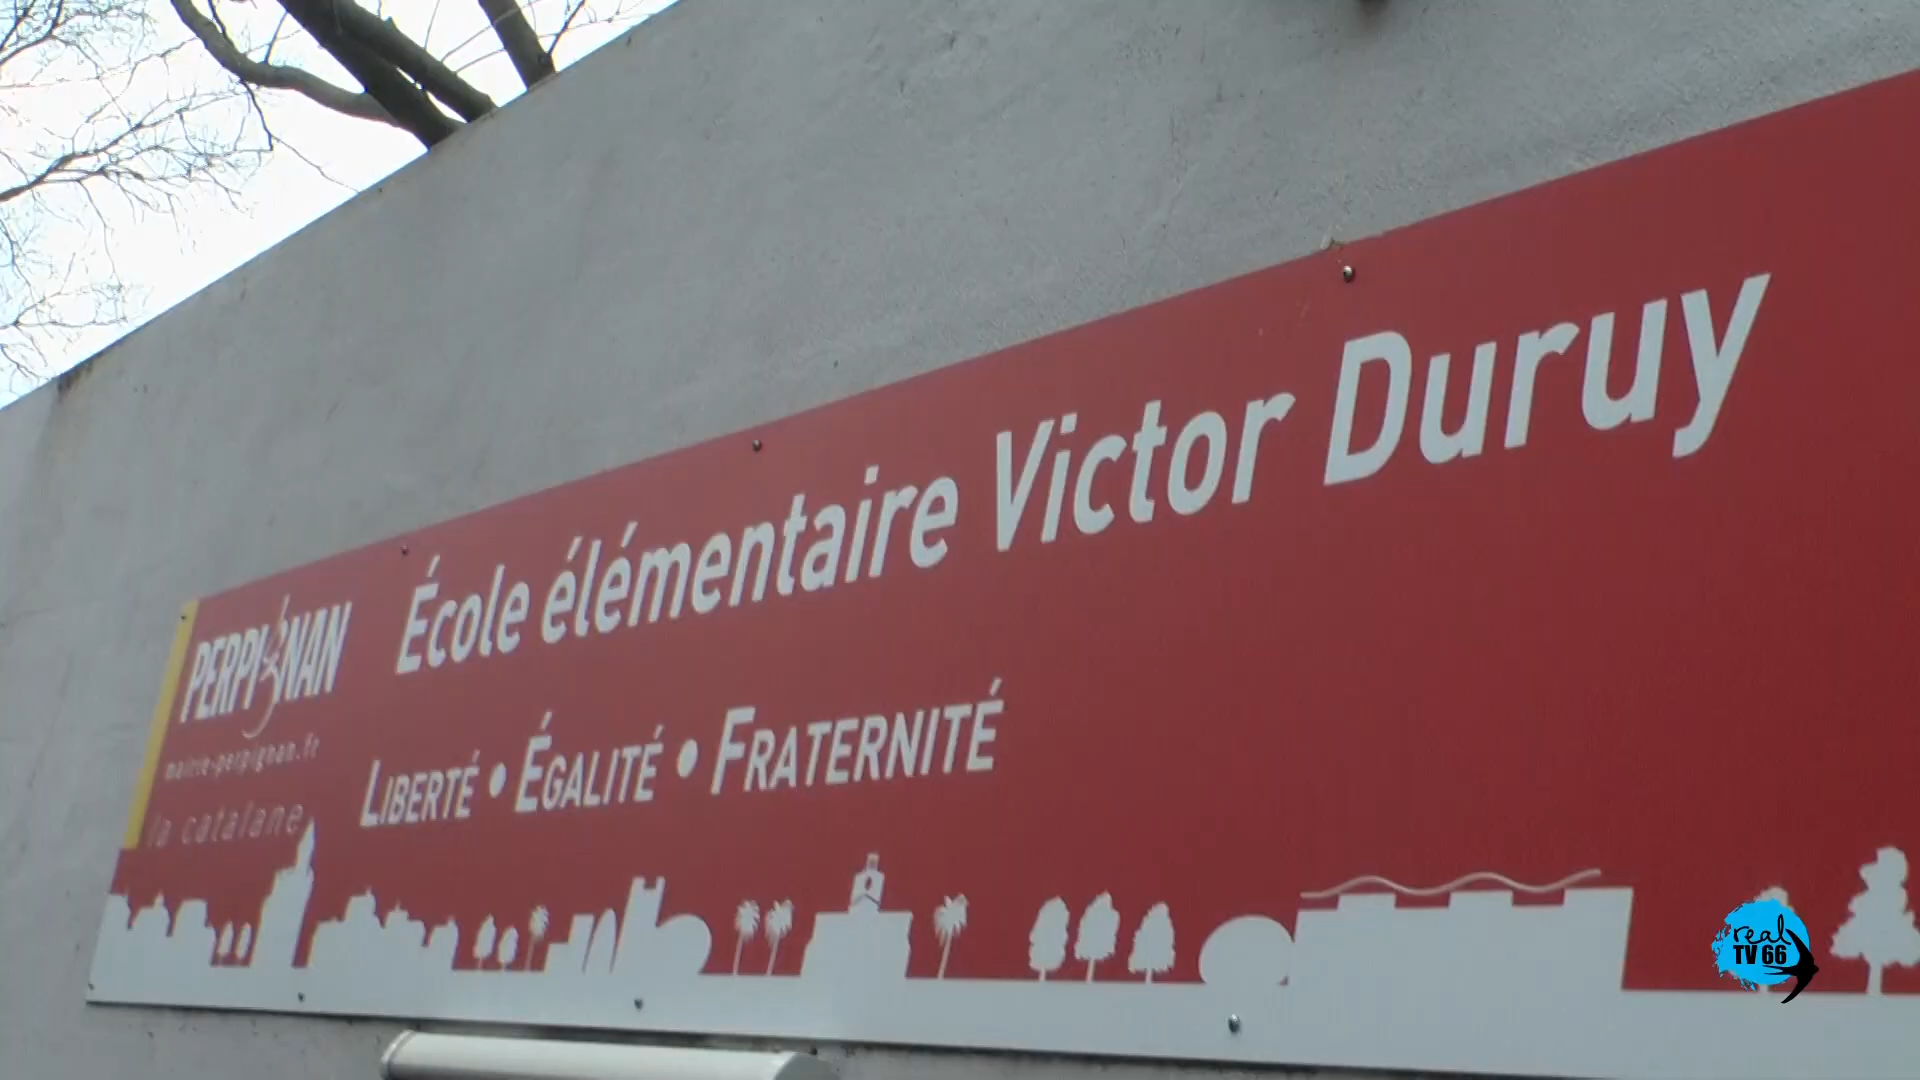 École élémentaire Victor Duruy
PERPIGNAN
mairie-perpignan.fr
la catalane
LIBERTÉ • ÉGALITÉ • FRATERNITÉ
real
TV 66